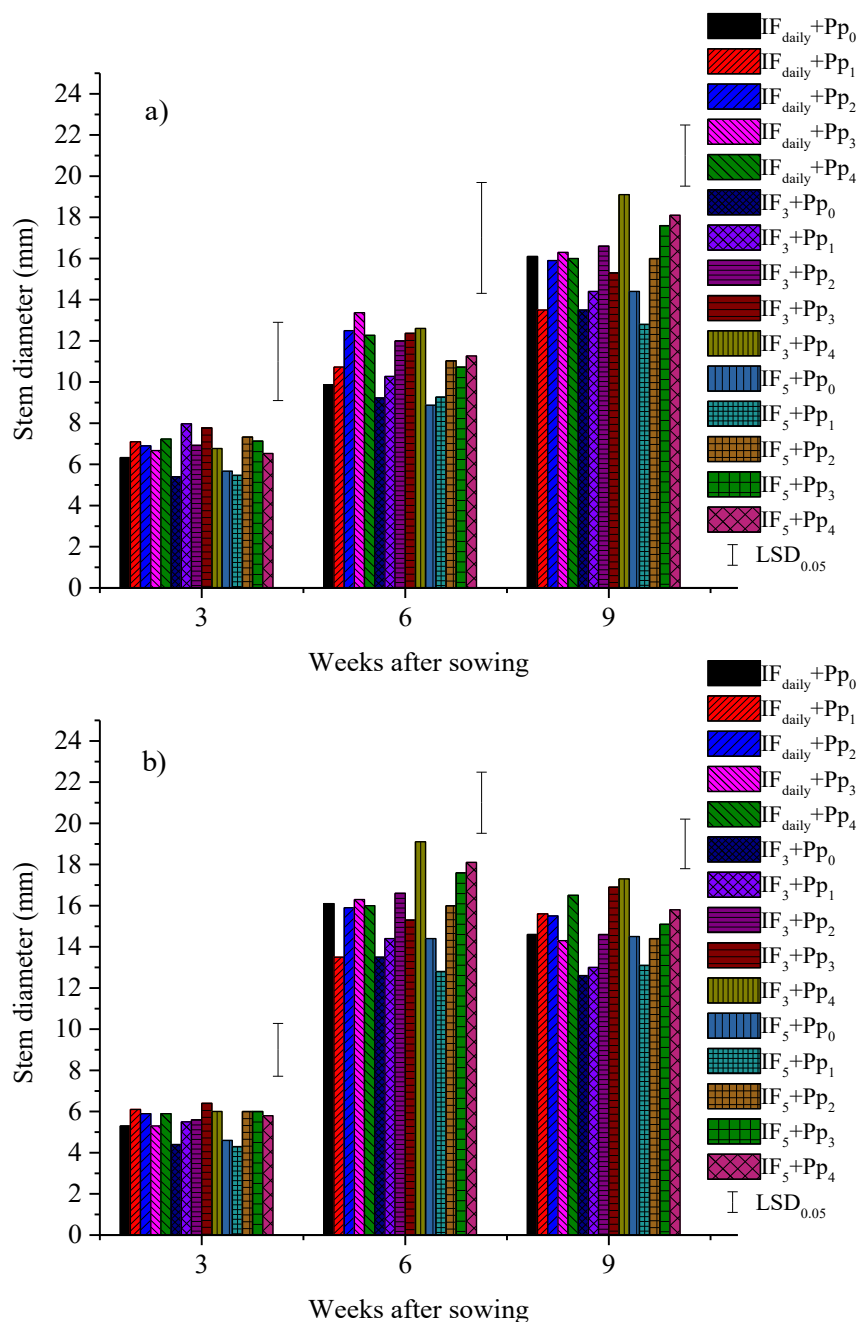 a)
Stem diameter (mm)
24
22
20
18
16
14
12
10
8
6
4
2
0
3
6
9
Weeks after sowing
IFdaily+Pp0
IFdaily+Pp1
IFdaily+Pp2
IFdaily+Pp3
IFdaily+Pp4
IF3+Pp0
IF3+Pp1
IF3+Pp2
IF3+Pp3
IF3+Pp4
IF5+Pp0
IF5+Pp1
IF5+Pp2
IF5+Pp3
IF5+Pp4
LSD0.05
b)
Stem diameter (mm)
24
22
20
18
16
14
12
10
8
6
4
2
0
3
6
9
Weeks after sowing
IFdaily+Pp0
IFdaily+Pp1
IFdaily+Pp2
IFdaily+Pp3
IFdaily+Pp4
IF3+Pp0
IF3+Pp1
IF3+Pp2
IF3+Pp3
IF3+Pp4
IF5+Pp0
IF5+Pp1
IF5+Pp2
IF5+Pp3
IF5+Pp4
LSD0.05